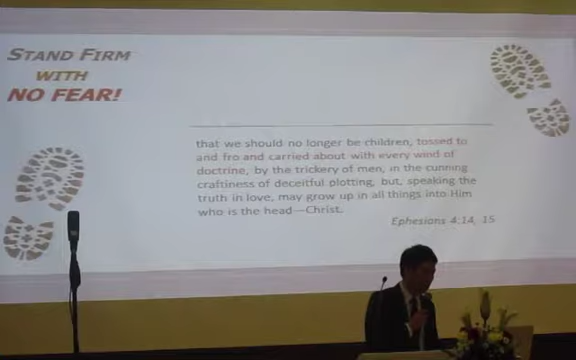 STAND FIRM
WITH
NO FEAR!
that we should no longer be children, tossed to
and fro and carried about with every wind of
doctrine, by the trickery of men, in the cunning
craftiness of deceitful plotting, but, speaking the
truth in love, may grow up in all things into Him
who is the head—Christ.
Ephesians 4:14, 15